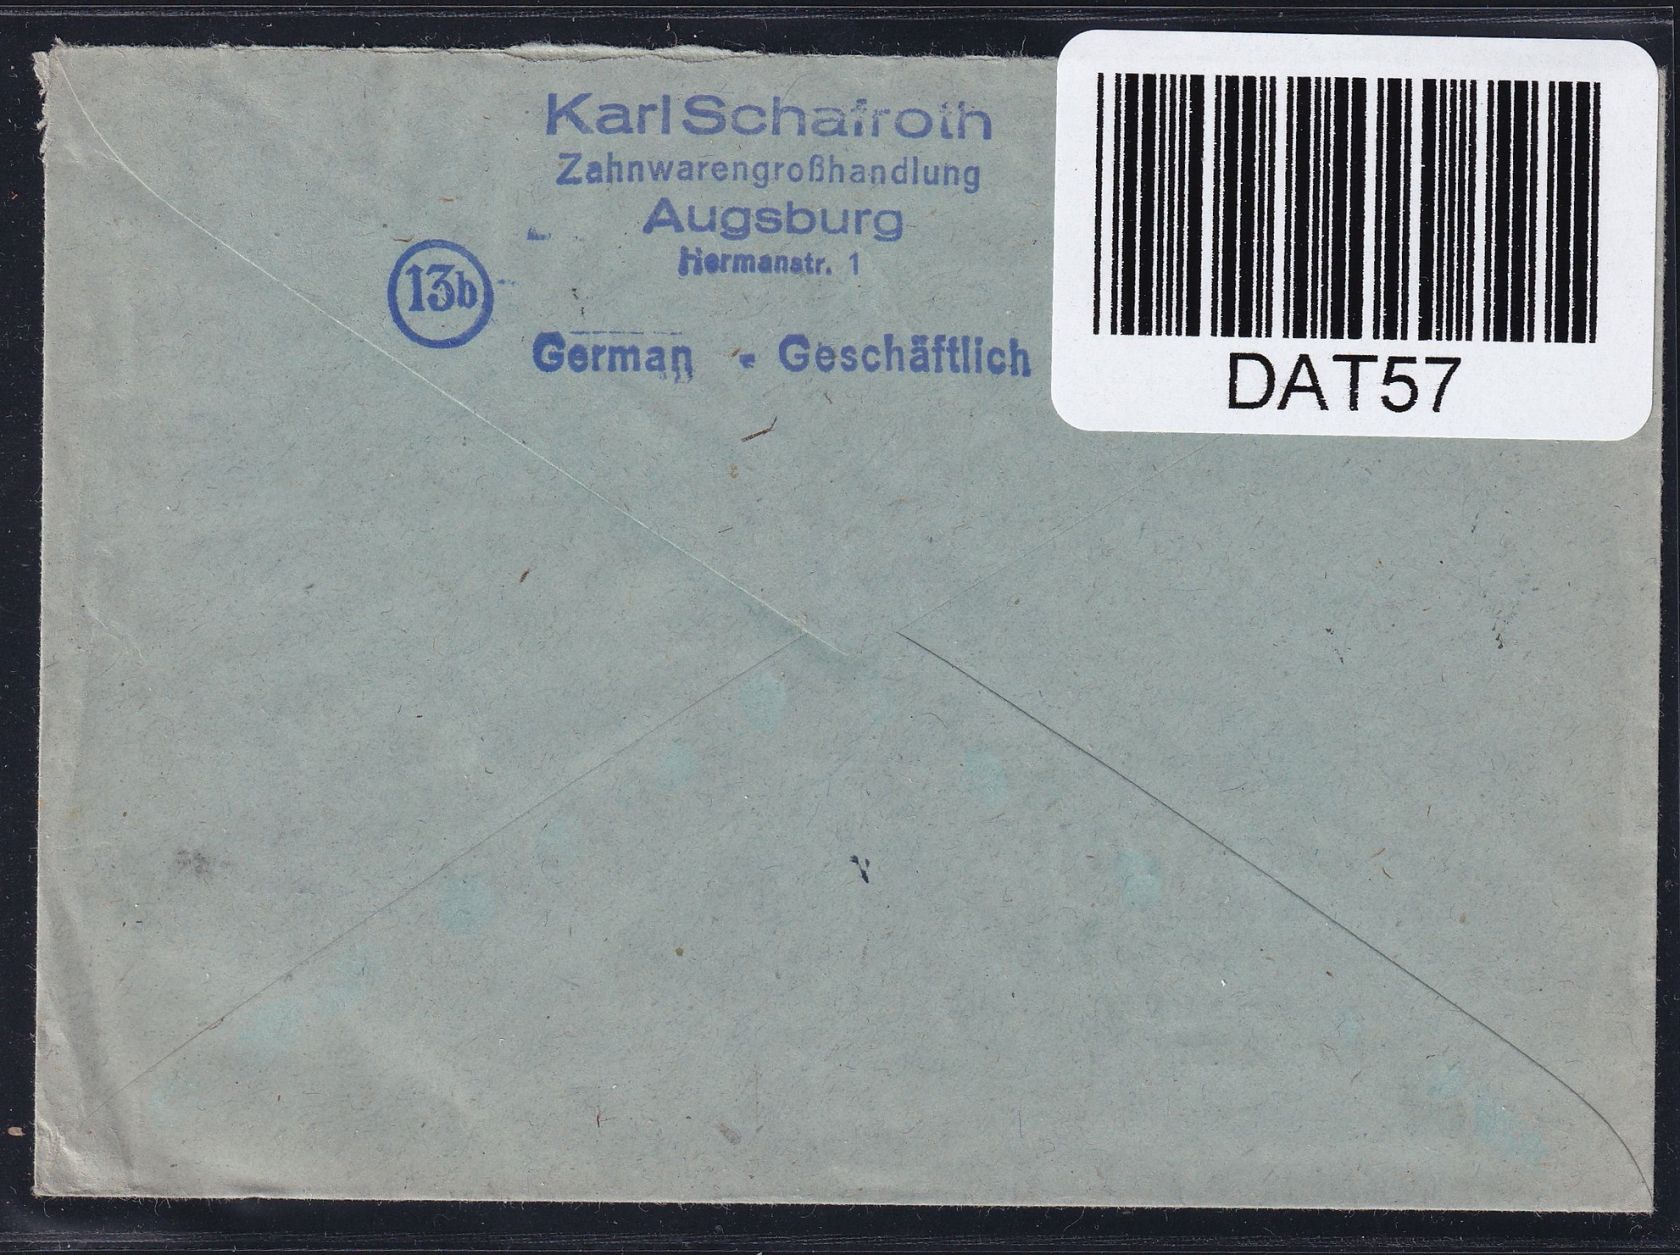 Karl Schafroth
Zahnwarengroßhandlung
Augsburg
Hermanstr. 1
13b
German - Geschäftlich
DAT57